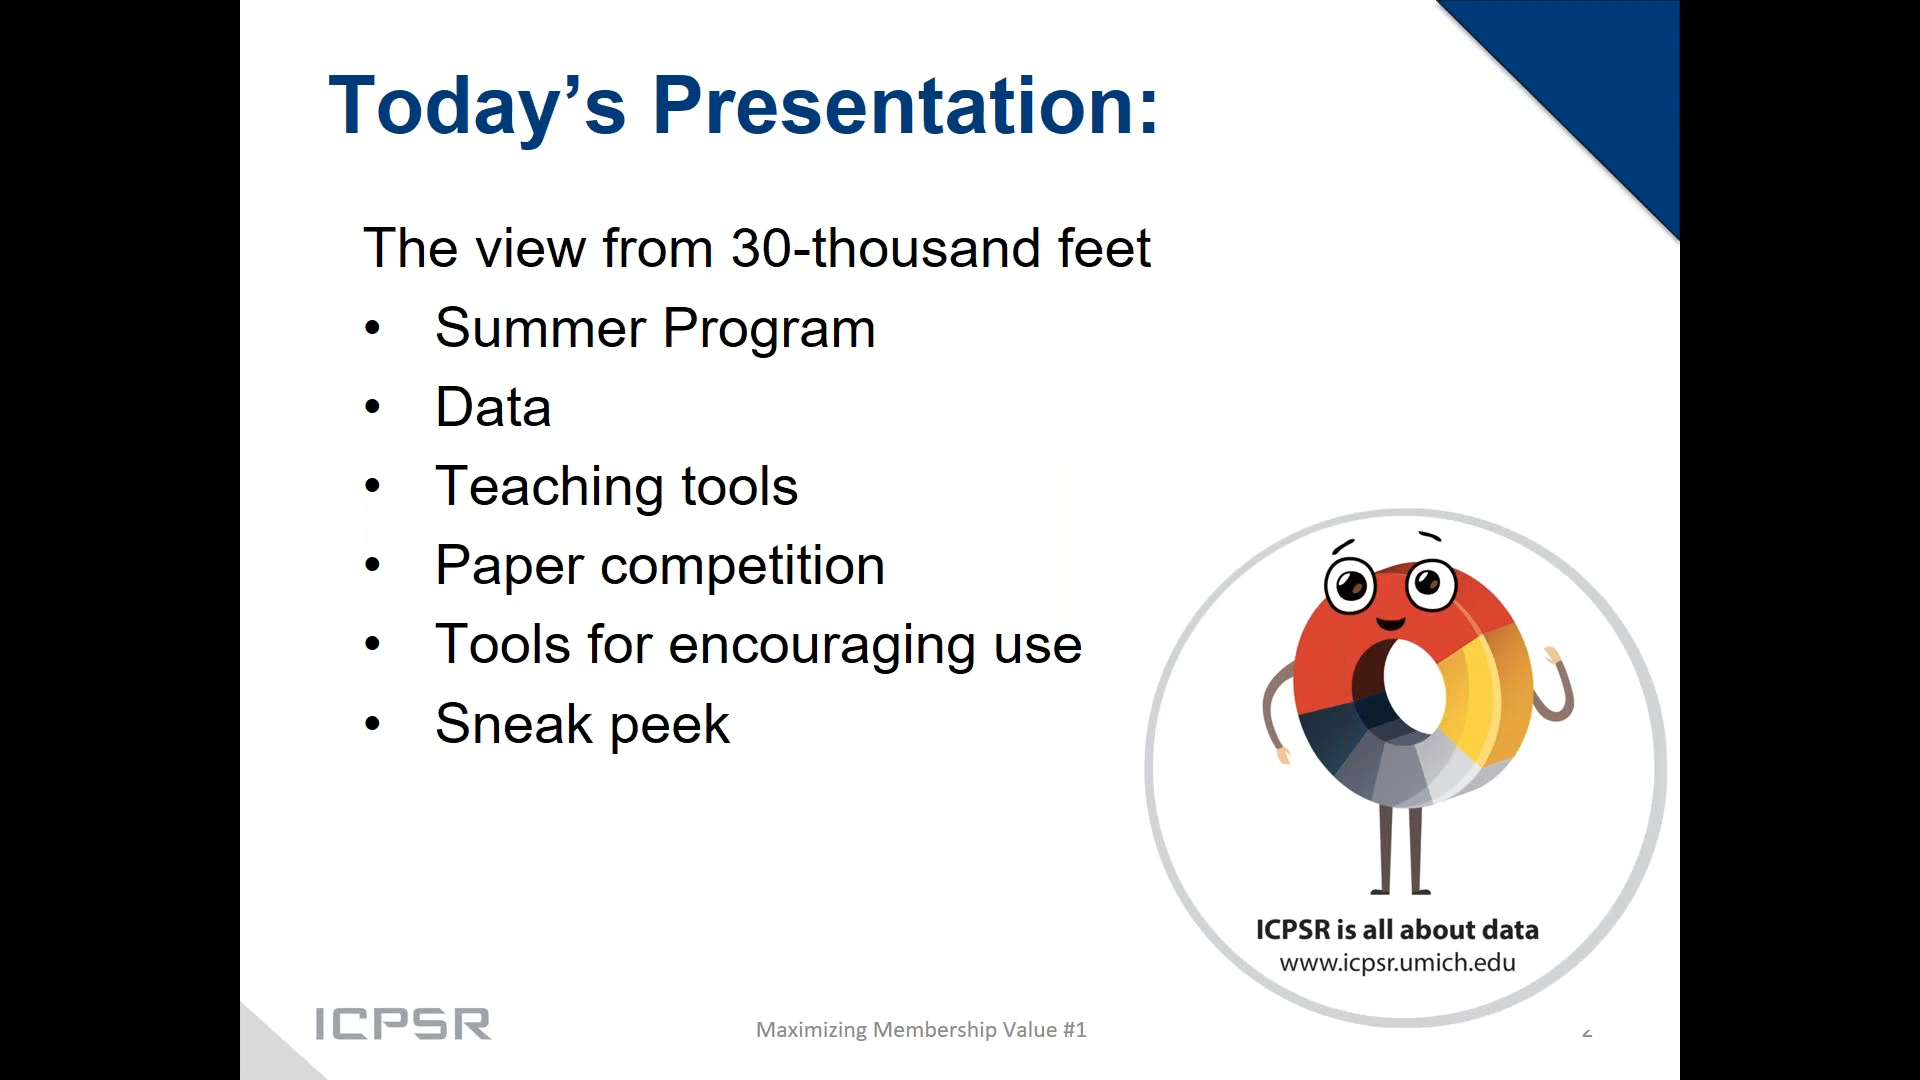 Today’s Presentation:
The view from 30-thousand feet
• Summer Program
• Data
• Teaching tools
• Paper competition
• Tools for encouraging use
• Sneak peek
ICPSR is all about data
www.icpsr.umich.edu
ICPSR
Maximizing Membership Value #1
2